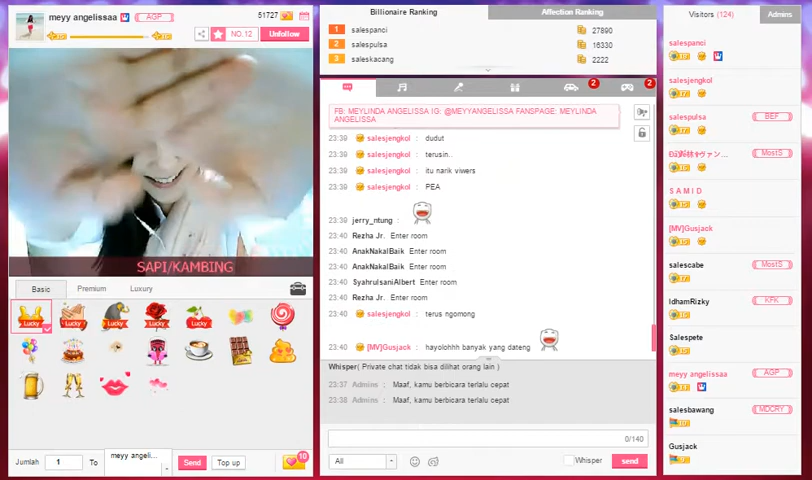 meyy angelissaa
AGP
51727
NO.12
Unfollow
SAPI/KAMBING
Basic
Premium
Luxury
Lucky
Lucky
Lucky
Lucky
Lucky
Jumlah
1
To
meyy angeli...
Send
Top up
10
Billionaire Ranking
Affection Ranking
1 salespanci 27890
2 salespulsa 16330
3 saleskacang 2222
2
2
FB: MEYLINDA ANGELISSA IG: @MEYYANGELISSA FANSPAGE: MEYLINDA
ANGELISSA
23:39 salesjengkol : dudut
23:39 salesjengkol : terusin..
23:39 salesjengkol : itu narik viwers
23:39 salesjengkol : PEA
23:39 jerry_ntung :
23:40 Rezha Jr. Enter room
23:40 AnakNakalBaik Enter room
23:40 AnakNakalBaik Enter room
23:40 SyahrulsaniAlbert Enter room
23:40 Rezha Jr. Enter room
23:40 salesjengkol : terus ngomong
23:40 [MV]Gusjack : hayolohhh banyak yang dateng
Whisper( Private chat tidak bisa dilihat orang lain )
23:37 Admins : Maaf, kamu berbicara terlalu cepat
23:38 Admins : Maaf, kamu berbicara terlalu cepat
0/140
All
Whisper
send
Visitors (124)
Admins
salespanci
salesjengkol
salespulsa
BEF
MostS
S A M I D
[MV]Gusjack
salescabe
MostS
IdhamRizky
KFK
$alespete
meyy angelissaa
AGP
salesbawang
MDCRY
Gusjack